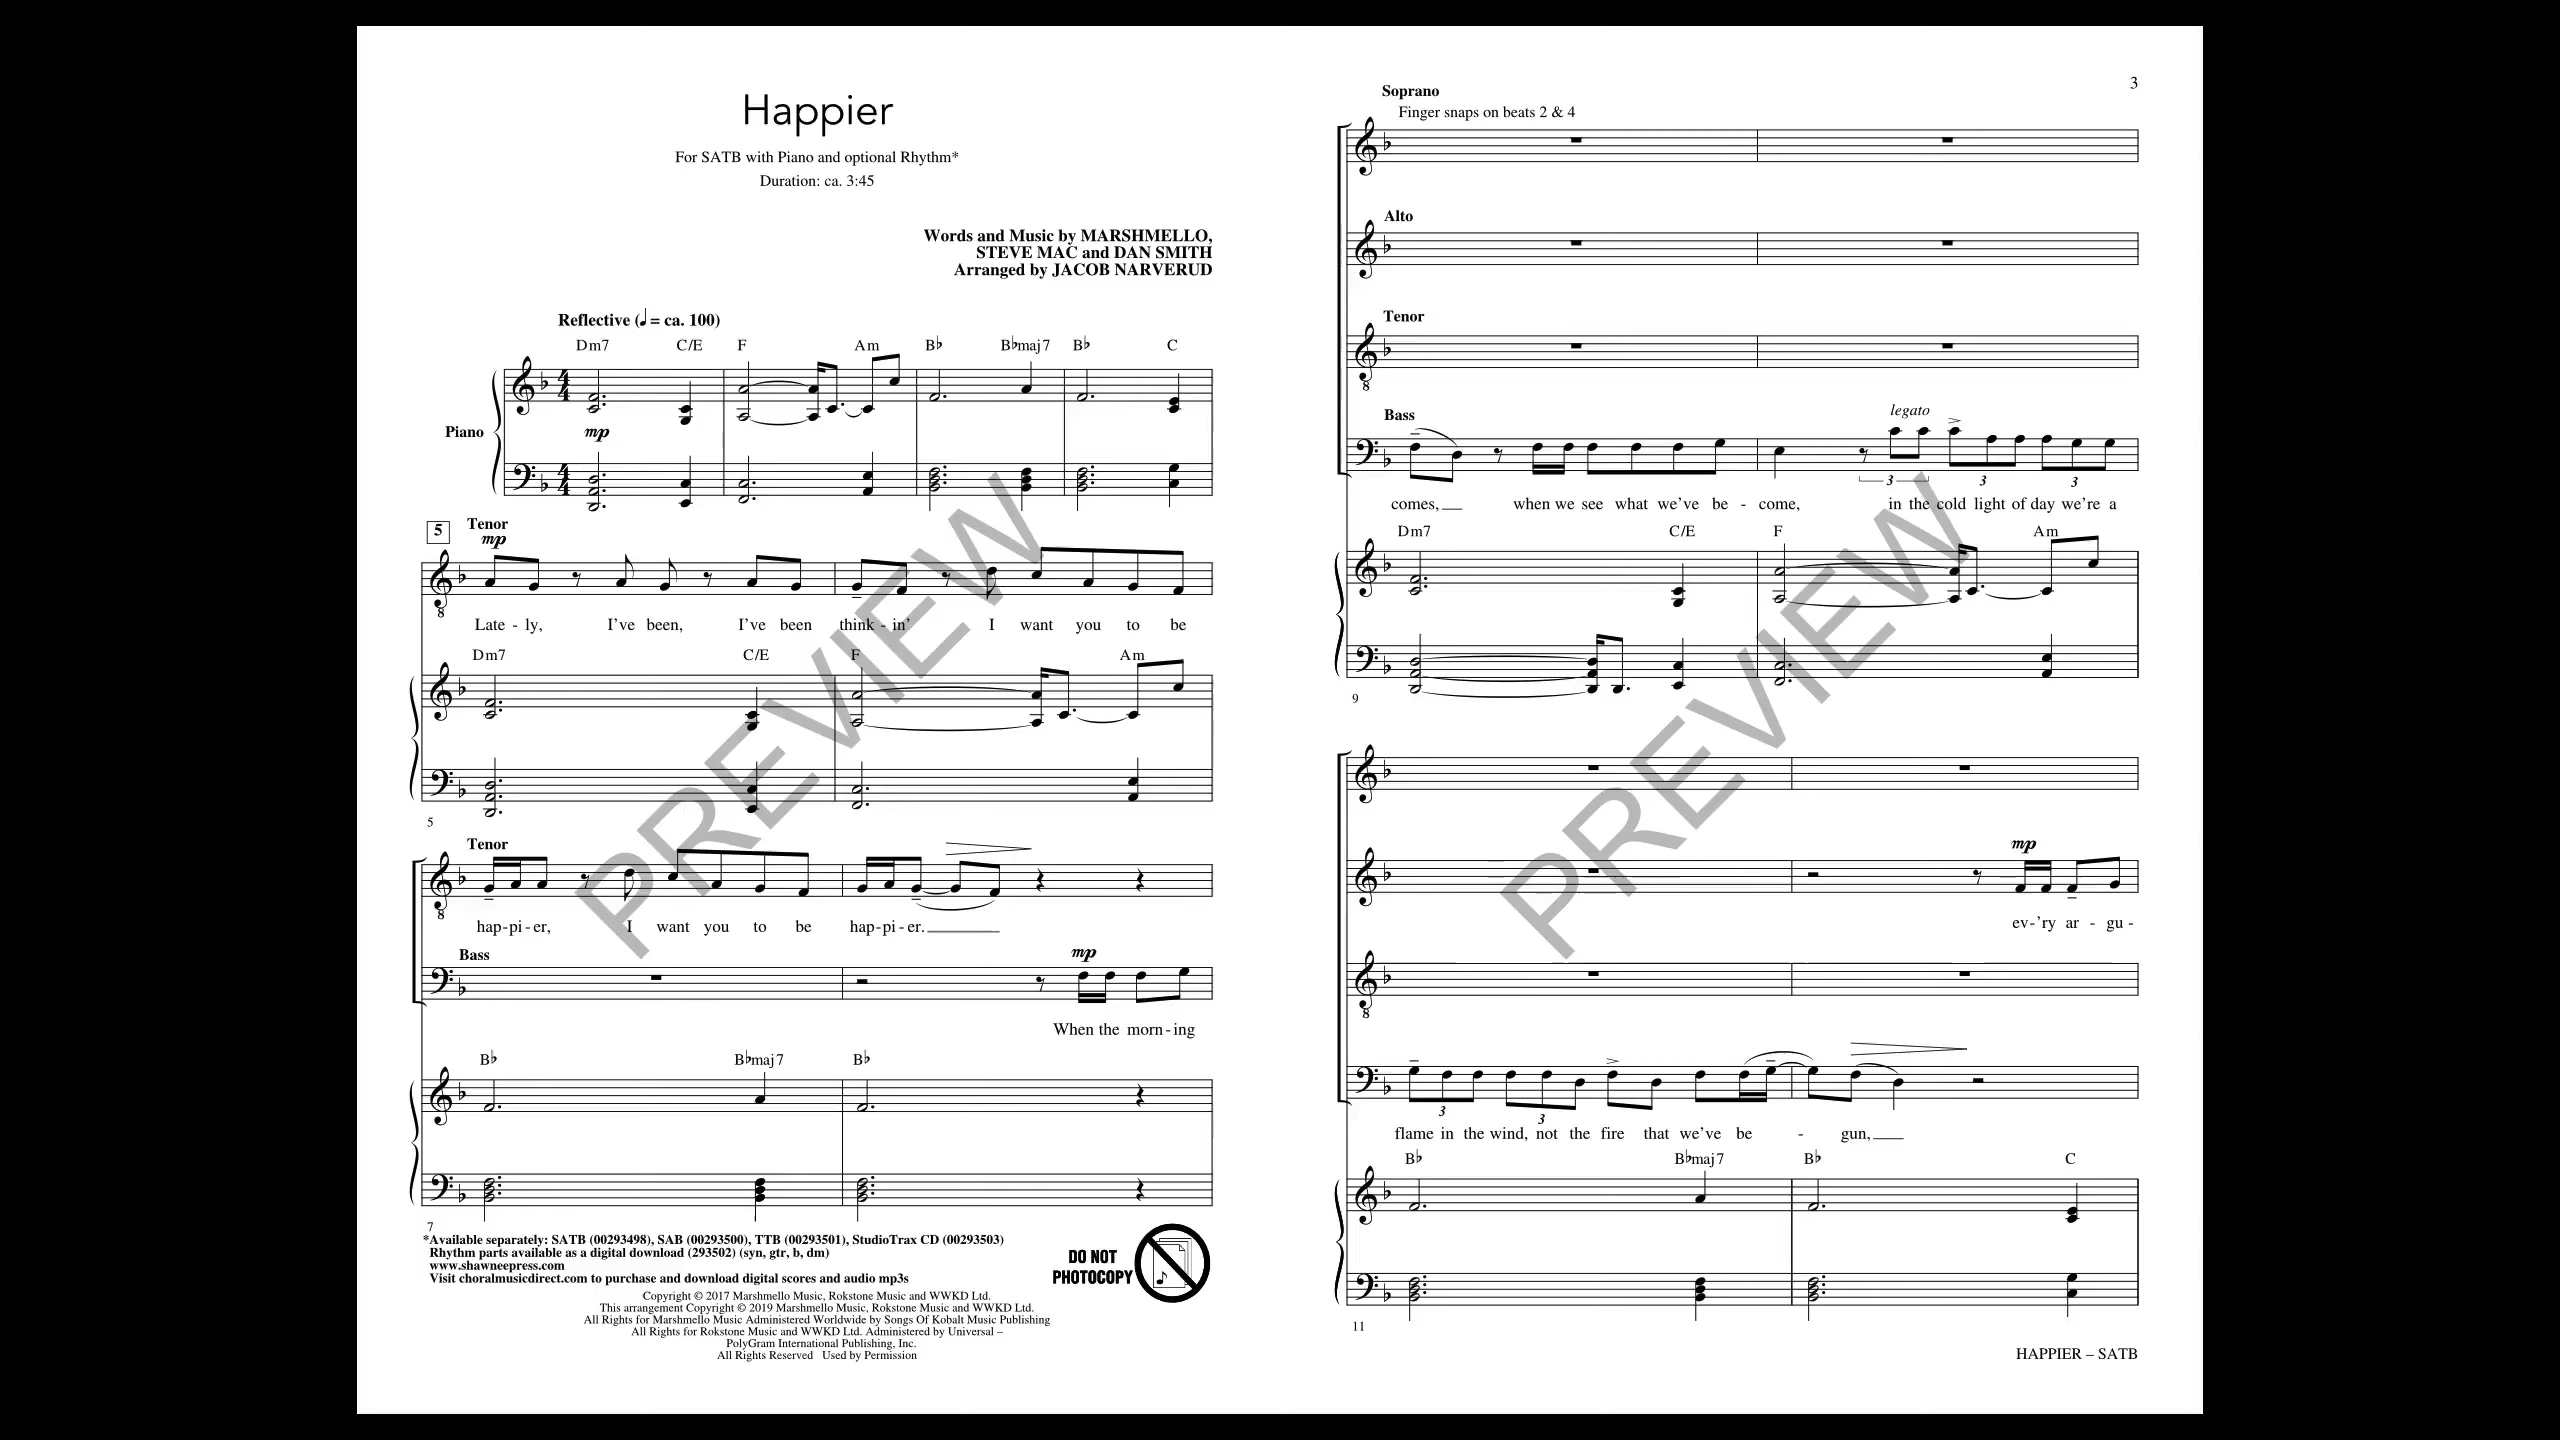 Happier
For SATB with Piano and optional Rhythm*
Duration: ca. 3:45
Words and Music by MARSHMELLO,
STEVE MAC and DAN SMITH
Arranged by JACOB NARVERUD
Reflective (♩ = ca. 100)
Dm7 C/E F Am B♭ B♭maj7 B♭ C
Piano
mp
5 Tenor
mp
Late - ly, I've been, I've been think - in' I want you to be
Dm7 C/E F Am
5
Tenor
hap-pi-er, I want you to be hap-pi-er.
Bass
mp
When the morn-ing
B♭ B♭maj7 B♭
7
*Available separately: SATB (00293498), SAB (00293500), TTB (00293501), StudioTrax CD (00293503)
Rhythm parts available as a digital download (293502) (syn, gtr, b, dm)
www.shawneepress.com
Visit choralmusicdirect.com to purchase and download digital scores and audio mp3s
DO NOT
PHOTOCOPY
Copyright © 2017 Marshmello Music, Rokstone Music and WWKD Ltd.
This arrangement Copyright © 2019 Marshmello Music, Rokstone Music and WWKD Ltd.
All Rights for Marshmello Music Administered Worldwide by Songs Of Kobalt Music Publishing
All Rights for Rokstone Music and WWKD Ltd. Administered by Universal –
PolyGram International Publishing, Inc.
All Rights Reserved Used by Permission
PREVIEW
3
Soprano
Finger snaps on beats 2 & 4
Alto
Tenor
Bass
legato
3 3 3
comes, when we see what we've be - come, in the cold light of day we're a
Dm7 C/E F Am
9
mp
ev-'ry ar - gu -
3 3
flame in the wind, not the fire that we've be - gun,
B♭ B♭maj7 B♭ C
11
HAPPIER – SATB
PREVIEW